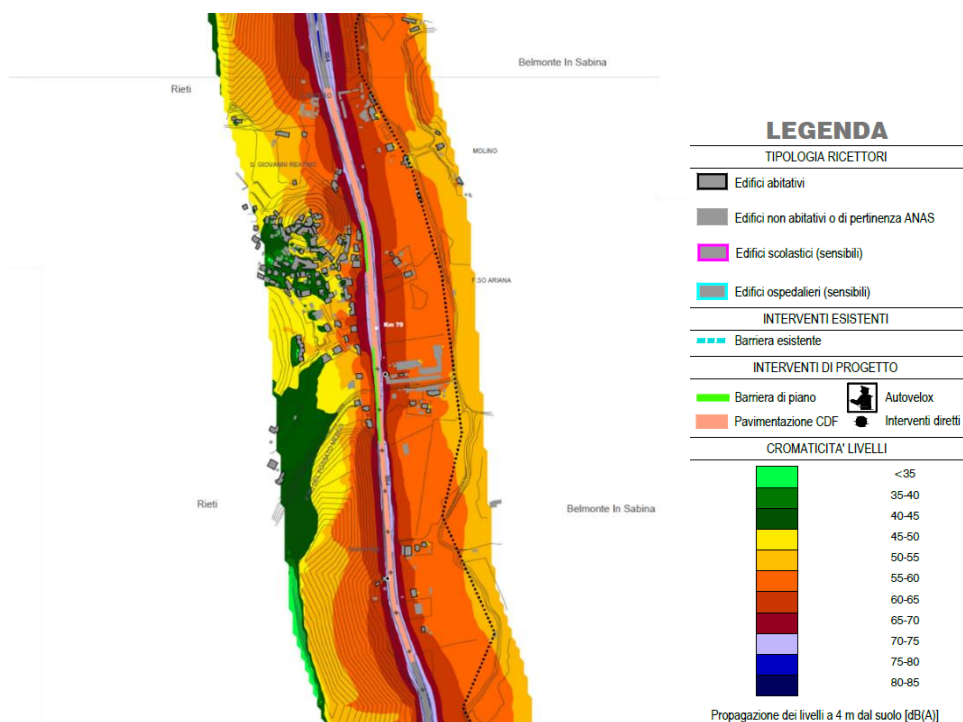 Belmonte In Sabina
Rieti
MOLINO
S. GIOVANNI REATINO
F.SO ARIANA
Km 70
Rieti
Belmonte In Sabina
LEGENDA
TIPOLOGIA RICETTORI
Edifici abitativi
Edifici non abitativi o di pertinenza ANAS
Edifici scolastici (sensibili)
Edifici ospedalieri (sensibili)
INTERVENTI ESISTENTI
Barriera esistente
INTERVENTI DI PROGETTO
Barriera di piano
Autovelox
Pavimentazione CDF
Interventi diretti
CROMATICITA' LIVELLI
<35
35-40
40-45
45-50
50-55
55-60
60-65
65-70
70-75
75-80
80-85
Propagazione dei livelli a 4 m dal suolo [dB(A)]